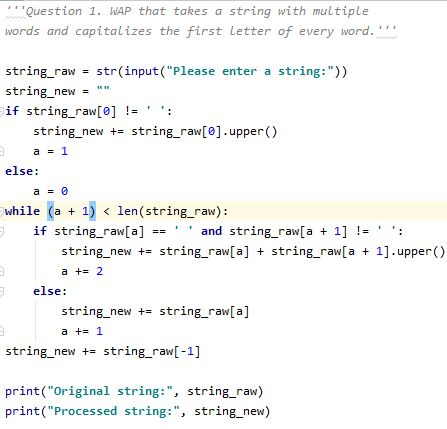 '''Question 1. WAP that takes a string with multiple
words and capitalizes the first letter of every word.'''
string_raw = str(input("Please enter a string:"))
string_new = ""
if string_raw[0] != ' ':
    string_new += string_raw[0].upper()
    a = 1
else:
    a = 0
while (a + 1) < len(string_raw):
    if string_raw[a] == ' ' and string_raw[a + 1] != ' ':
        string_new += string_raw[a] + string_raw[a + 1].upper()
        a += 2
    else:
        string_new += string_raw[a]
        a += 1
string_new += string_raw[-1]
print("Original string:", string_raw)
print("Processed string:", string_new)